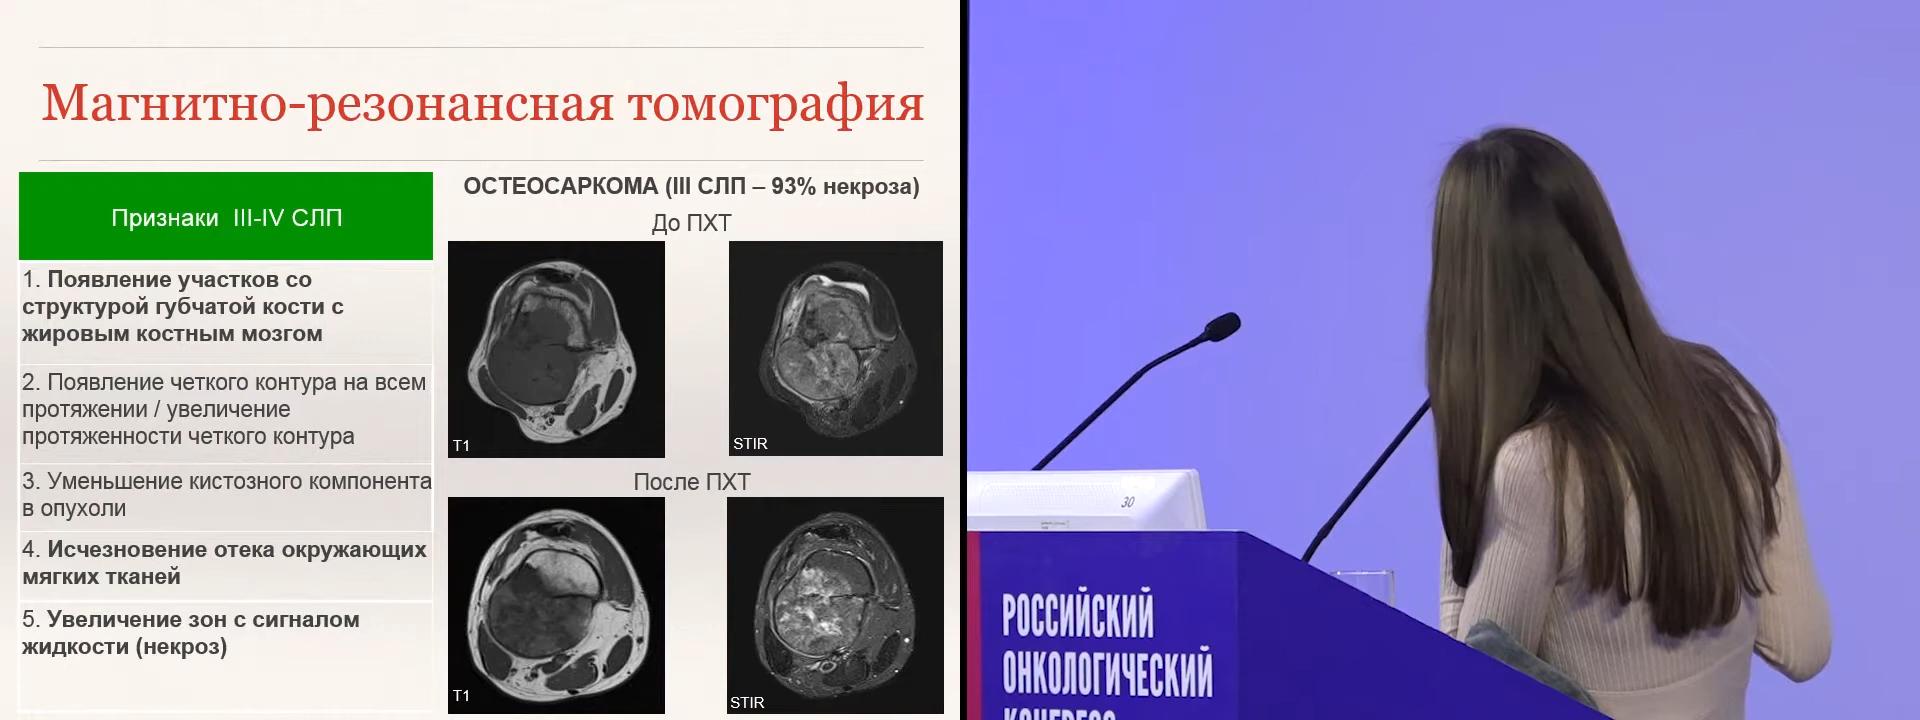 Магнитно-резонансная томография
Признаки III-IV СЛП
1. Появление участков со
структурой губчатой кости с
жировым костным мозгом
2. Появление четкого контура на всем
протяжении / увеличение
протяженности четкого контура
3. Уменьшение кистозного компонента
в опухоли
4. Исчезновение отека окружающих
мягких тканей
5. Увеличение зон с сигналом
жидкости (некроз)
ОСТЕОСАРКОМА (III СЛП – 93% некроза)
До ПХТ
T1
STIR
После ПХТ
T1
STIR
30
РОССИЙСКИЙ
ОНКОЛОГИЧЕСКИЙ
КОНГРЕСС